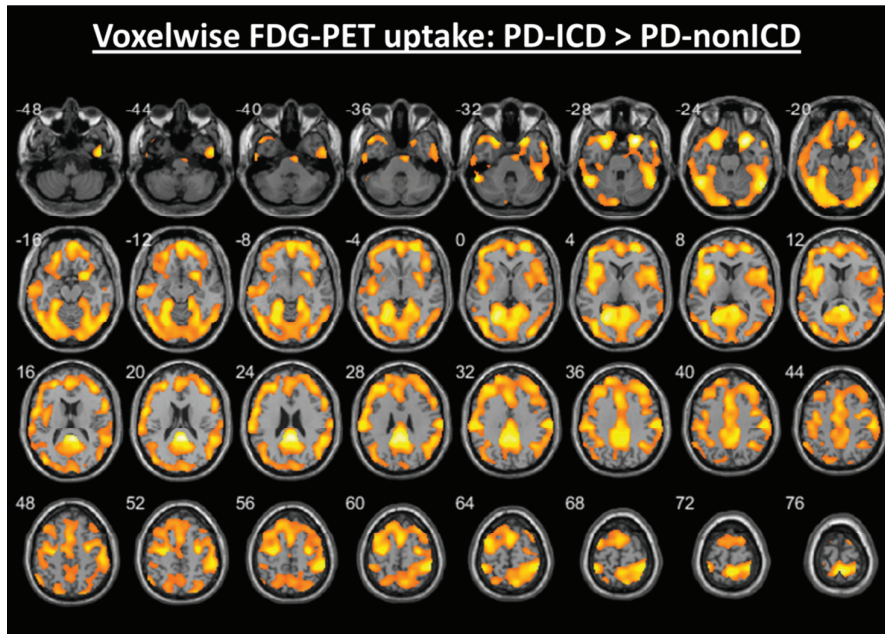 Voxelwise FDG-PET uptake: PD-ICD > PD-nonICD
-48 -44 -40 -36 -32 -28 -24 -20
-16 -12 -8 -4 0 4 8 12
16 20 24 28 32 36 40 44
48 52 56 60 64 68 72 76